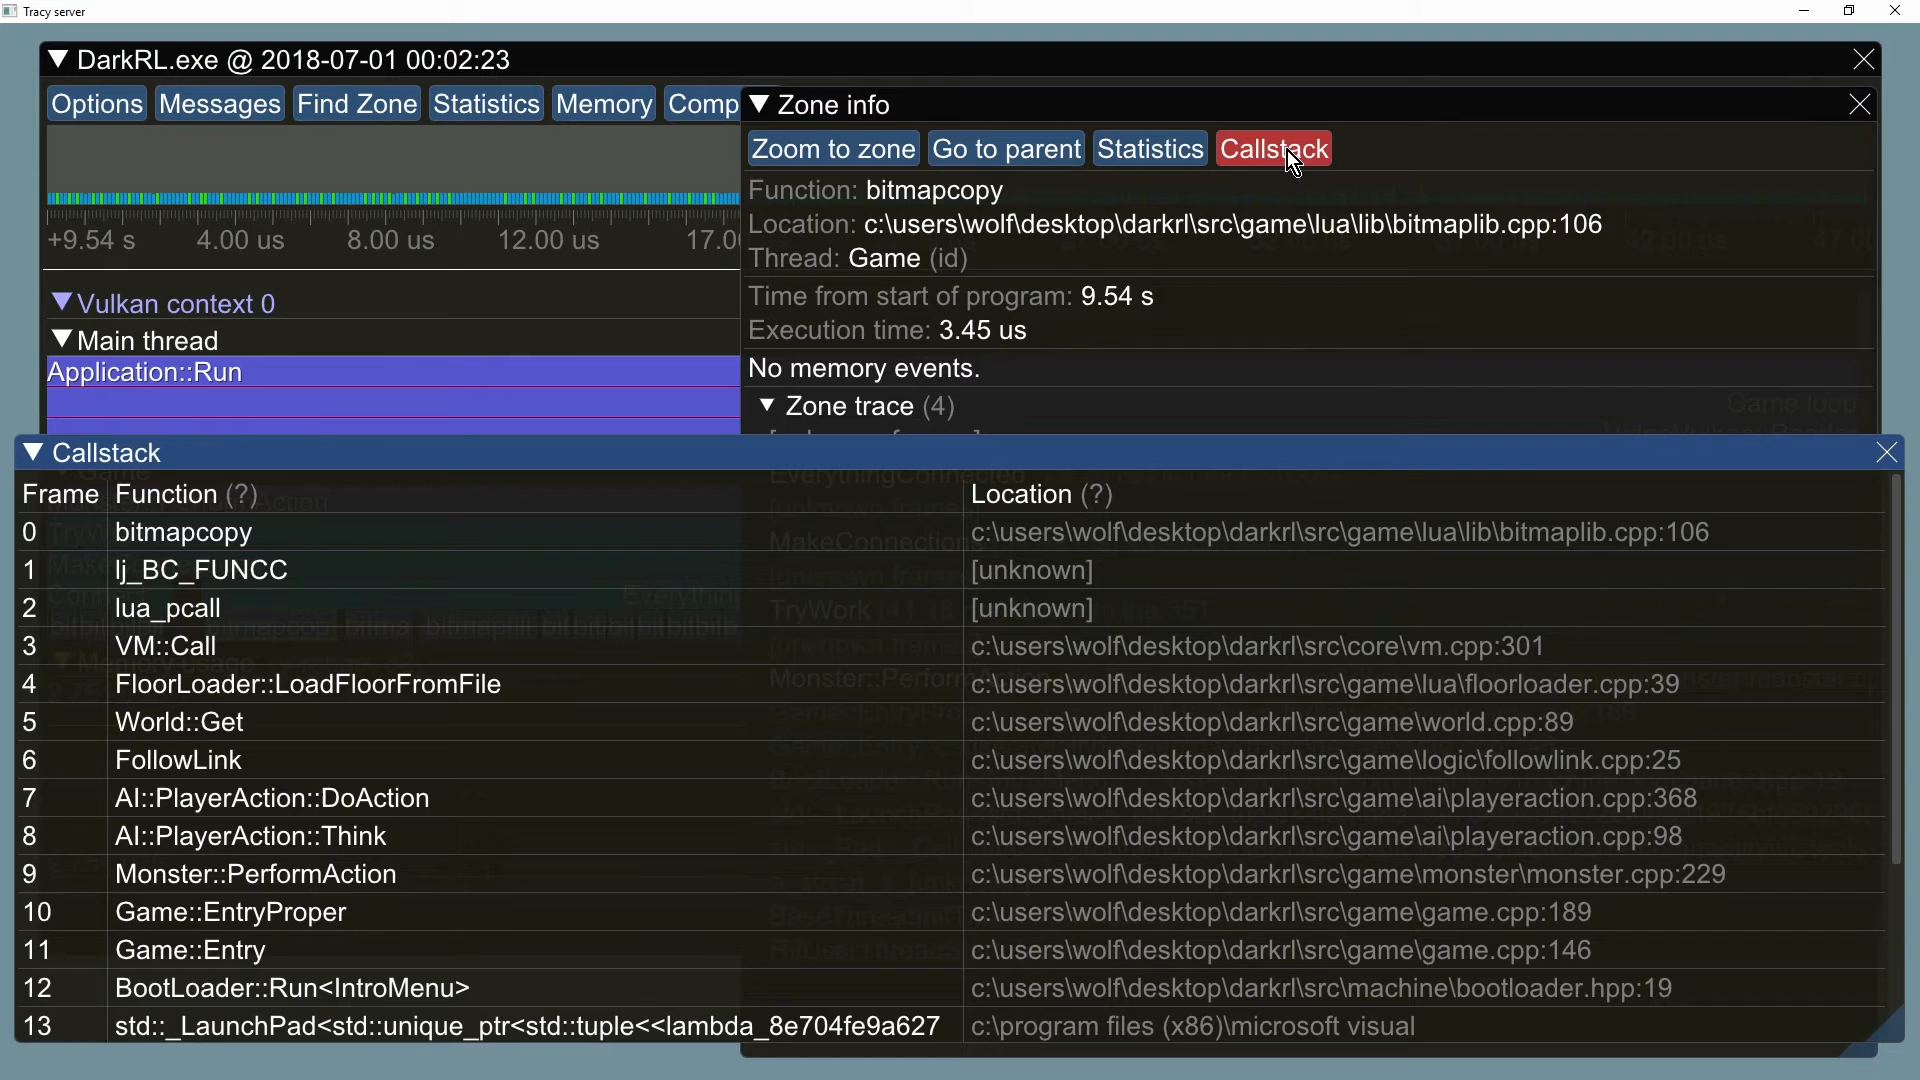 Tracy server
DarkRL.exe @ 2018-07-01 00:02:23
Options Messages Find Zone Statistics Memory Comp
+9.54 s 4.00 us 8.00 us 12.00 us 17.0
Vulkan context 0
Main thread
Application::Run
Zone info
Zoom to zone Go to parent Statistics Callstack
Function: bitmapcopy
Location: c:\users\wolf\desktop\darkrl\src\game\lua\lib\bitmaplib.cpp:106
Thread: Game (id)
Time from start of program: 9.54 s
Execution time: 3.45 us
No memory events.
Zone trace (4)
Game loop
Callstack
Frame Function (?) Location (?)
0 bitmapcopy c:\users\wolf\desktop\darkrl\src\game\lua\lib\bitmaplib.cpp:106
1 lj_BC_FUNCC [unknown]
2 lua_pcall [unknown]
3 VM::Call c:\users\wolf\desktop\darkrl\src\core\vm.cpp:301
4 FloorLoader::LoadFloorFromFile c:\users\wolf\desktop\darkrl\src\game\lua\floorloader.cpp:39
5 World::Get c:\users\wolf\desktop\darkrl\src\game\world.cpp:89
6 FollowLink c:\users\wolf\desktop\darkrl\src\game\logic\followlink.cpp:25
7 AI::PlayerAction::DoAction c:\users\wolf\desktop\darkrl\src\game\ai\playeraction.cpp:368
8 AI::PlayerAction::Think c:\users\wolf\desktop\darkrl\src\game\ai\playeraction.cpp:98
9 Monster::PerformAction c:\users\wolf\desktop\darkrl\src\game\monster\monster.cpp:229
10 Game::EntryProper c:\users\wolf\desktop\darkrl\src\game\game.cpp:189
11 Game::Entry c:\users\wolf\desktop\darkrl\src\game\game.cpp:146
12 BootLoader::Run<IntroMenu> c:\users\wolf\desktop\darkrl\src\machine\bootloader.hpp:19
13 std::_LaunchPad<std::unique_ptr<std::tuple<<lambda_8e704fe9a627 c:\program files (x86)\microsoft visual